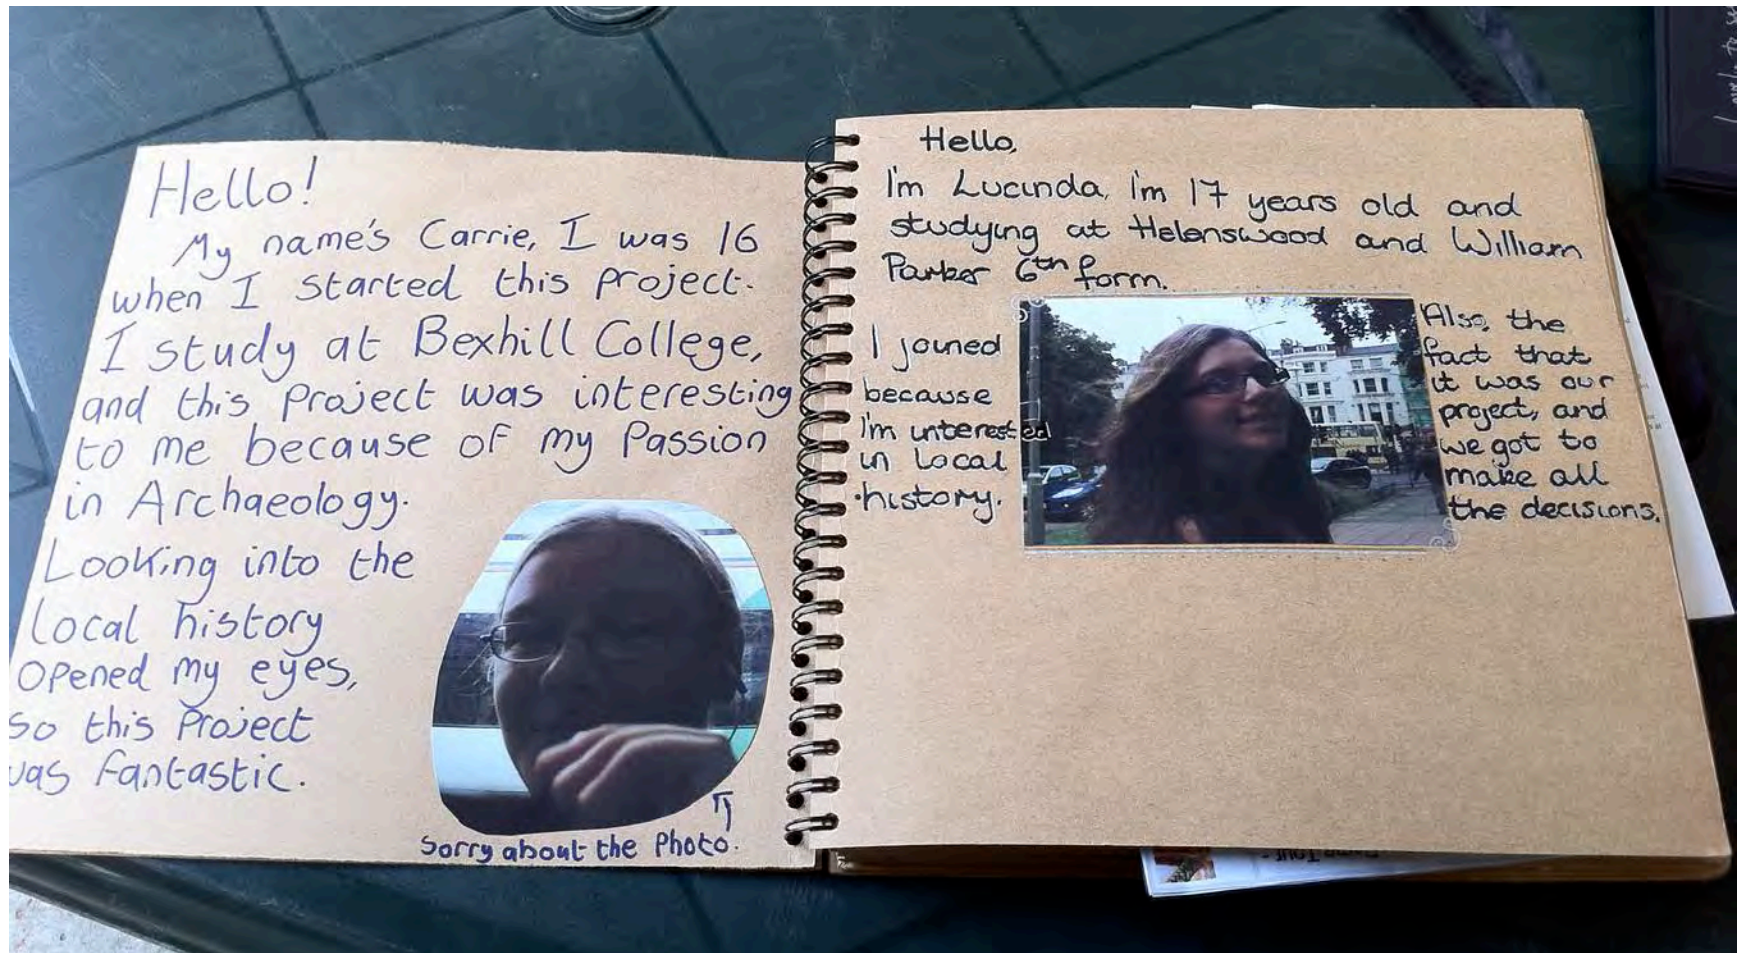 Hello!
My name's Carrie, I was 16
when I started this project.
I study at Bexhill College,
and this Project was interesting
to me because of my Passion
in Archaeology.
Looking into the
Local history
opened my eyes,
so this Project
was fantastic.
Sorry about the Photo.
Hello,
I'm Lucinda, I'm 17 years old and
studying at Helenswood and William
Parker 6th form.
I joined
because
I'm interested
in Local
history.
Also, the
fact that
it was our
project, and
we got to
make all
the decisions.